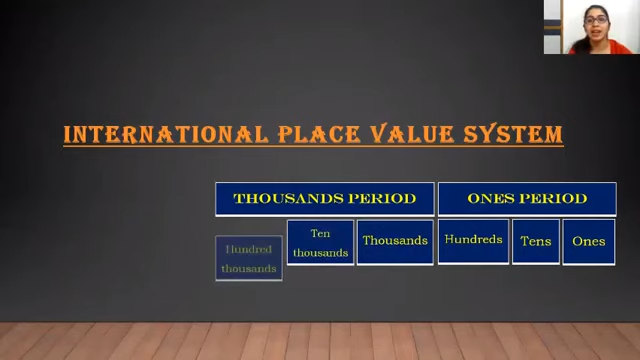 INTERNATIONAL PLACE VALUE SYSTEM
THOUSANDS PERIOD ONES PERIOD
Hundred thousands Ten thousands Thousands Hundreds Tens Ones